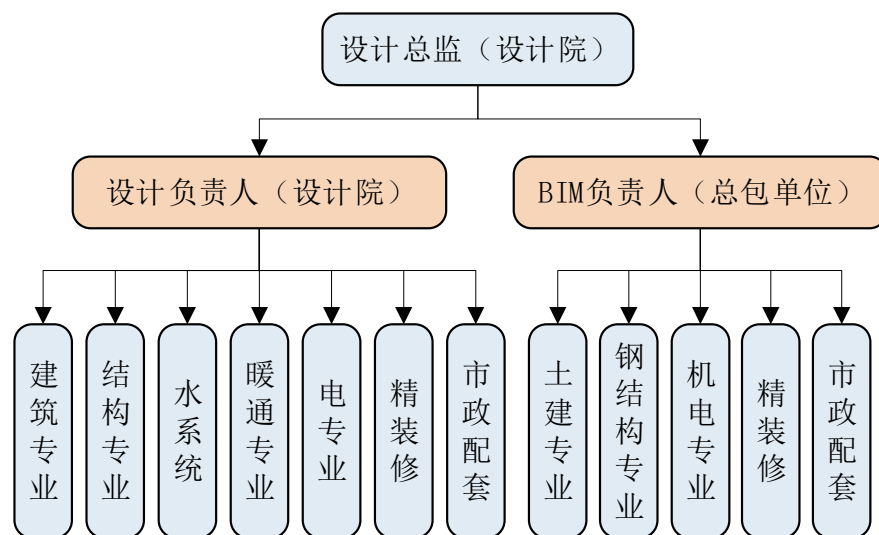 设计总监（设计院）
设计负责人（设计院）
BIM负责人（总包单位）
建筑专业
结构专业
水系统
暖通专业
电专业
精装修
市政配套
土建专业
钢结构专业
机电专业
精装修
市政配套